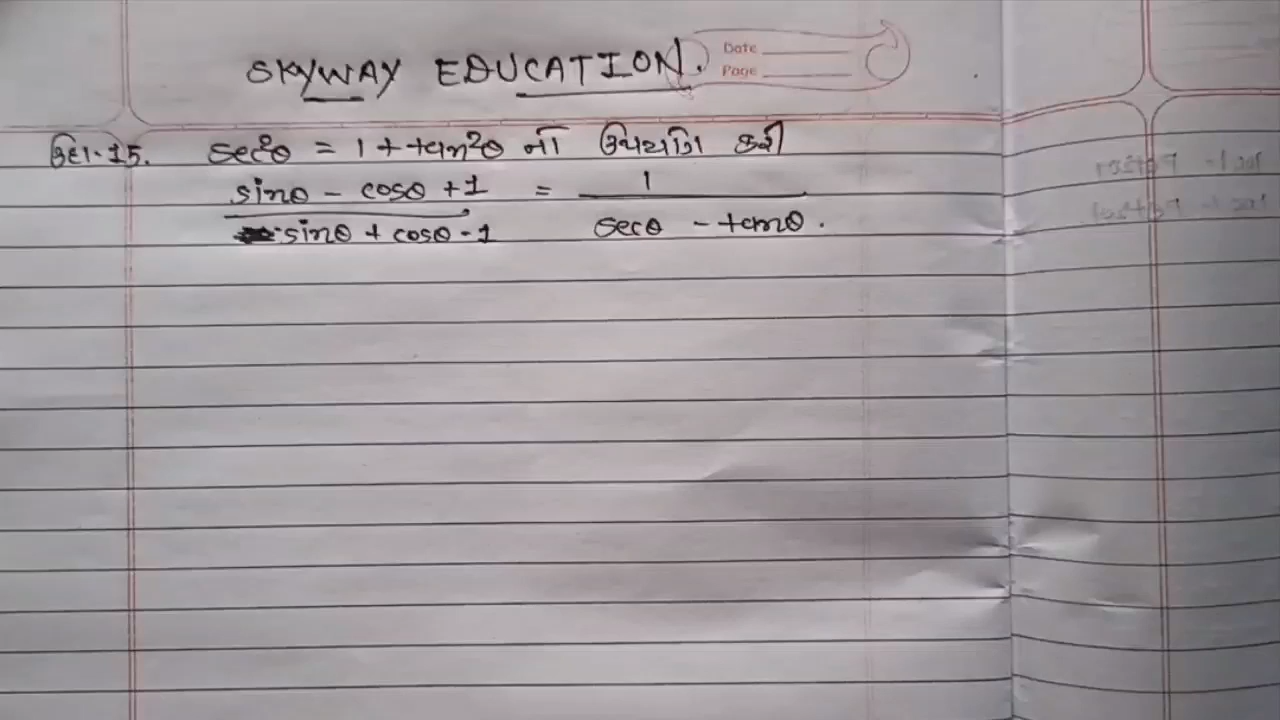 SKYWAY EDUCATION.
Date
Page
ઉદા-15. sec²θ = 1 + tan²θ નો ઉપયોગ કરી
sinθ - cosθ +1 = 1
sinθ + cosθ - 1 secθ - tanθ .